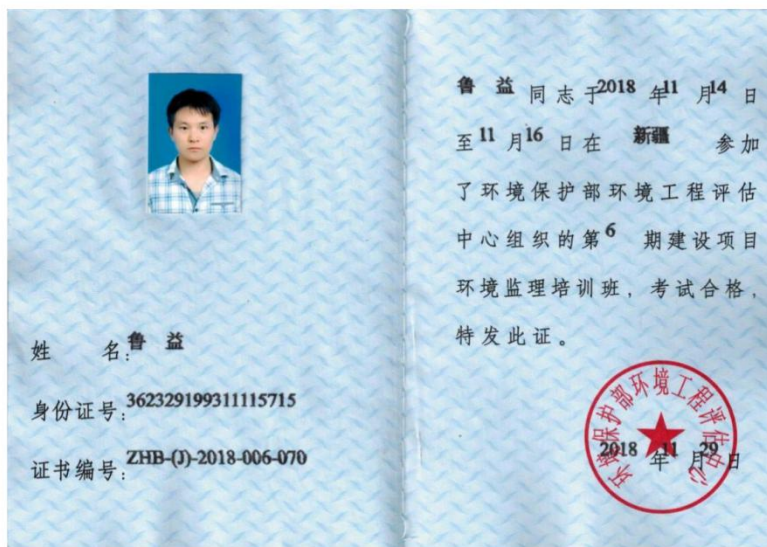 姓 名:鲁 益
身份证号:362329199311115715
证书编号:ZHB-(J)-2018-006-070
鲁 益 同志于2018 年11 月14 日
至11 月16 日在 新疆 参加
了环境保护部环境工程评估
中心组织的第6 期建设项目
环境监理培训班，考试合格，
特发此证。
环境保护部环境工程评估中心
2018 年11 月29 日